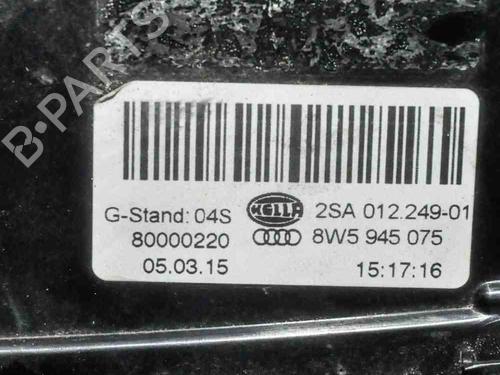 G-Stand: 04S HELLA 2SA 012.249-01
80000220 8W5 945 075
05.03.15 15:17:16
B-PARTS